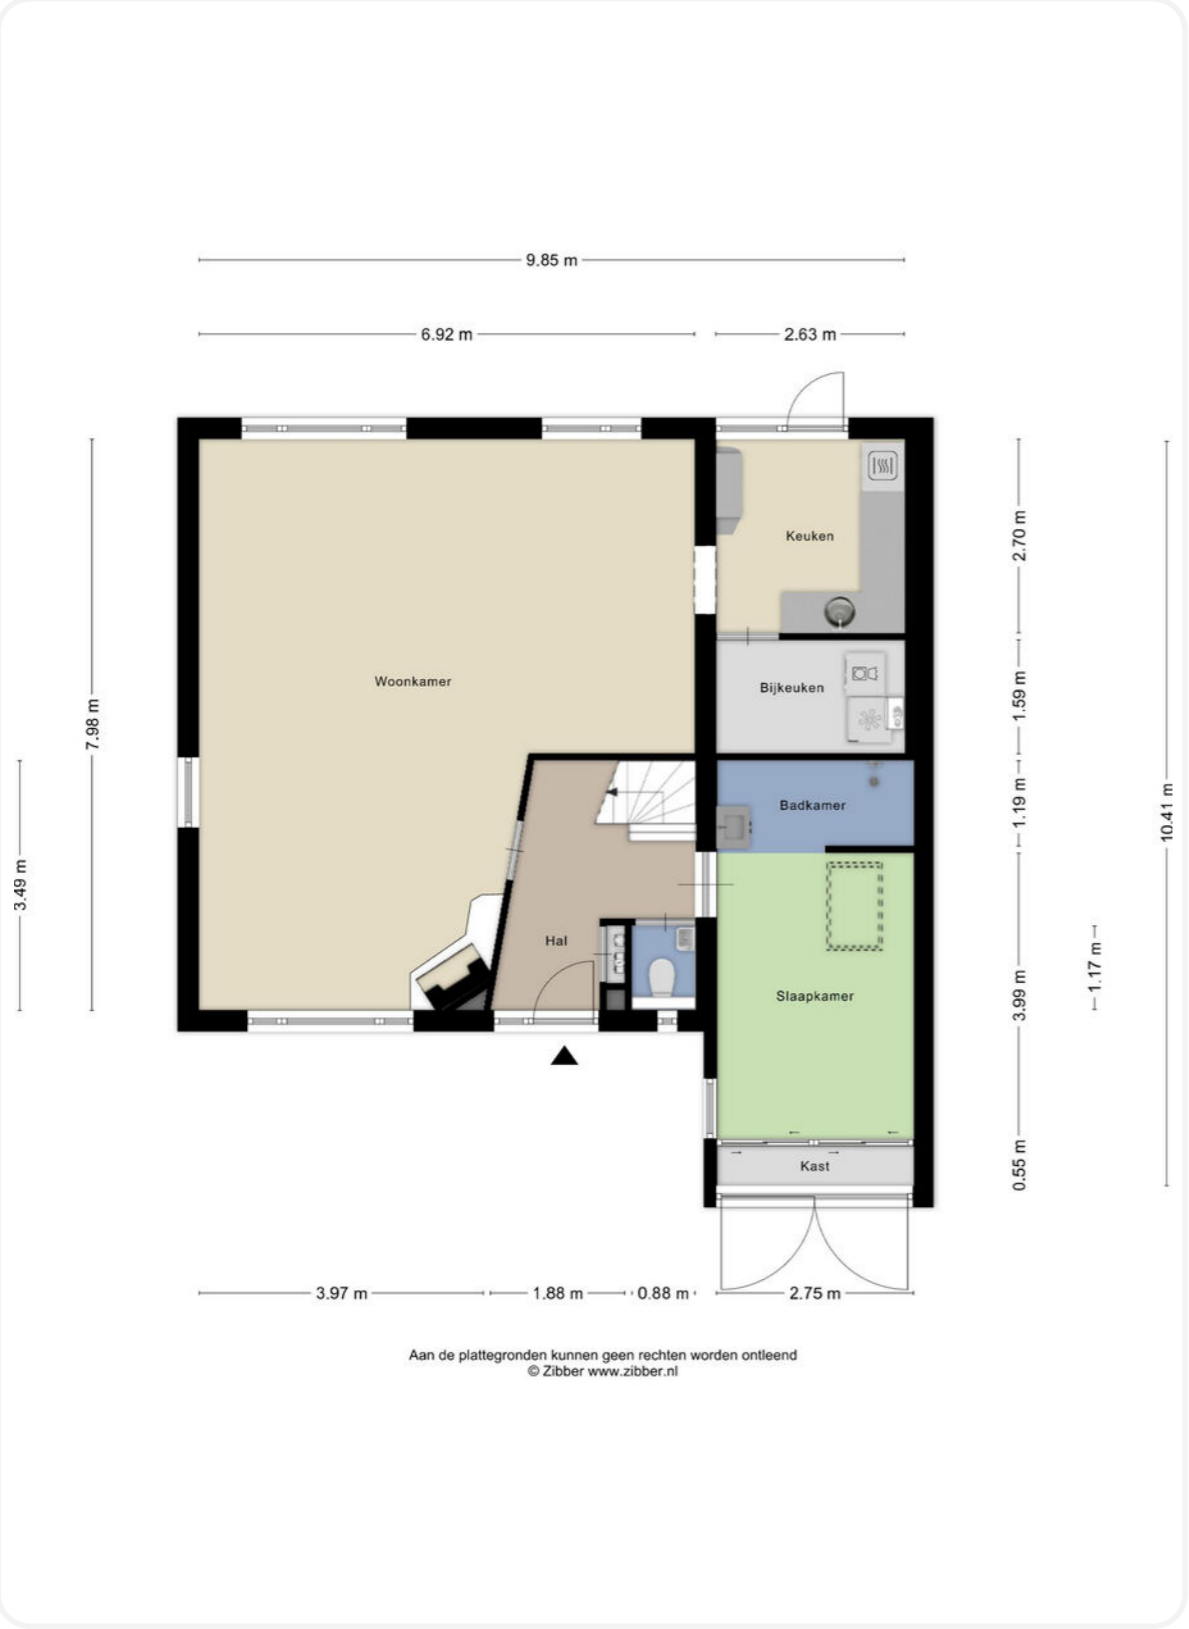 9.85 m
6.92 m
2.63 m
Keuken
2.70 m
Woonkamer
Bijkeuken
1.59 m
7.98 m
Badkamer
1.19 m
10.41 m
3.49 m
Hal
1.17 m
Slaapkamer
3.99 m
Kast
0.55 m
3.97 m
1.88 m
0.88 m
2.75 m
Aan de plattegronden kunnen geen rechten worden ontleend
© Zibber www.zibber.nl